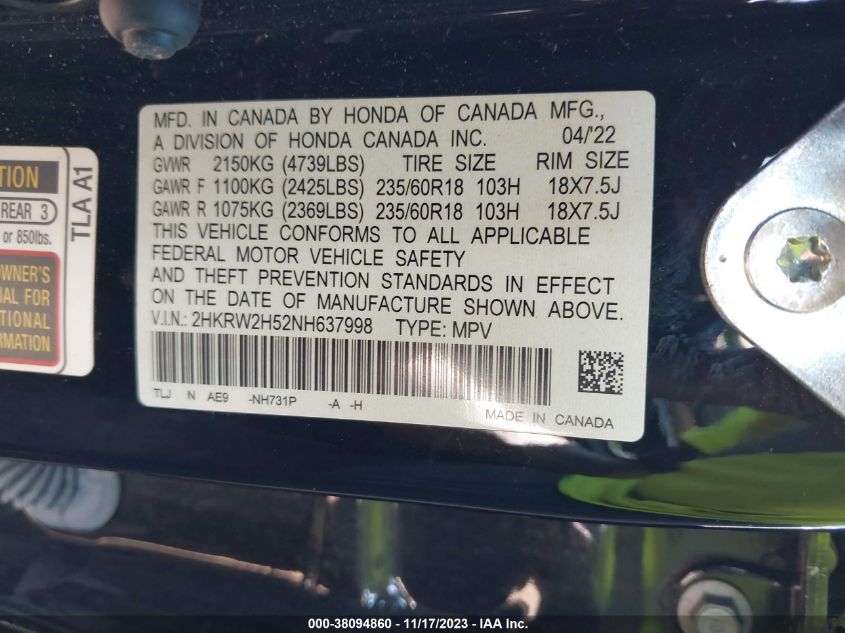 MFD. IN CANADA BY HONDA OF CANADA MFG.,
A DIVISION OF HONDA CANADA INC. 04/'22
GVWR 2150KG (4739LBS) TIRE SIZE RIM SIZE
GAWR F 1100KG (2425LBS) 235/60R18 103H 18X7.5J
GAWR R 1075KG (2369LBS) 235/60R18 103H 18X7.5J
THIS VEHICLE CONFORMS TO ALL APPLICABLE
FEDERAL MOTOR VEHICLE SAFETY
AND THEFT PREVENTION STANDARDS IN EFFECT
ON THE DATE OF MANUFACTURE SHOWN ABOVE.
V.I.N.: 2HKRW2H52NH637998 TYPE: MPV
TLJ N AE9 -NH731P -A -H
MADE IN CANADA
REAR 3
or 850lbs.
TLA A1
OWNER'S
FOR
000-38094860 - 11/17/2023 - IAA Inc.